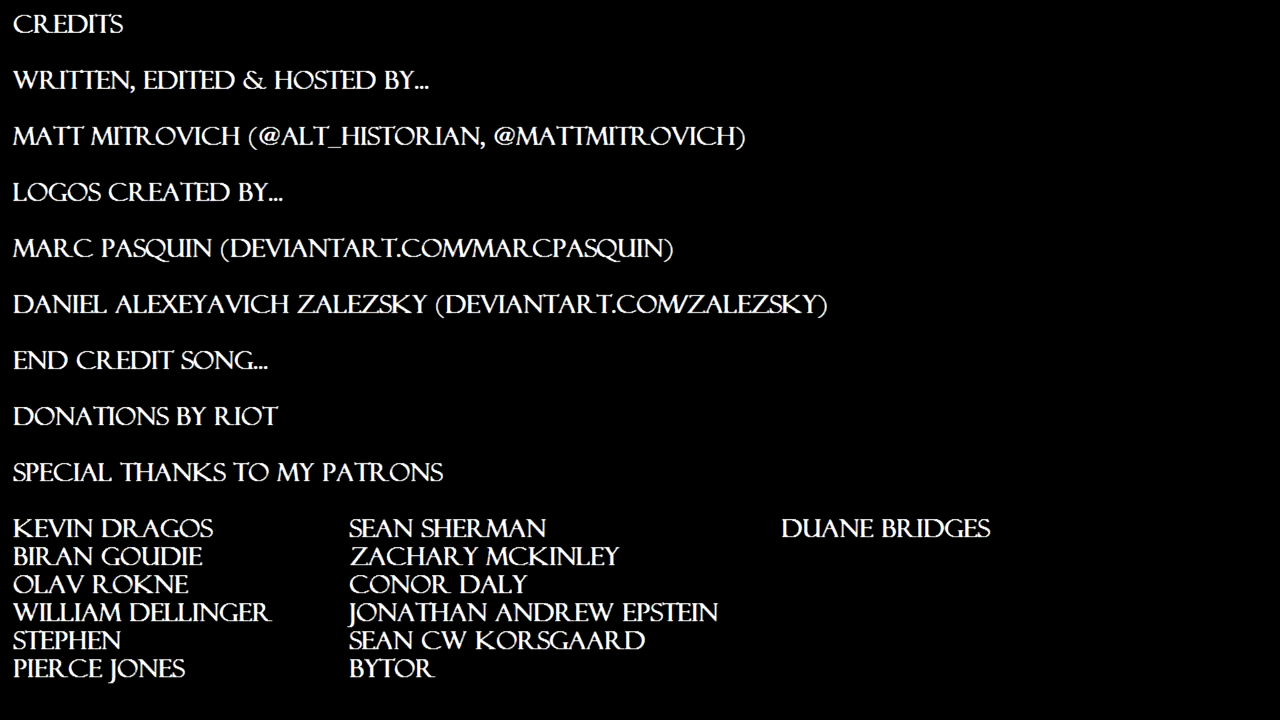 CREDITS
WRITTEN, EDITED & HOSTED BY...
MATT MITROVICH (@ALT_HISTORIAN, @MATTMITROVICH)
LOGOS CREATED BY...
MARC PASQUIN (DEVIANTART.COM/MARCPASQUIN)
DANIEL ALEXEYAVICH ZALEZSKY (DEVIANTART.COM/ZALEZSKY)
END CREDIT SONG...
DONATIONS BY RIOT
SPECIAL THANKS TO MY PATRONS
KEVIN DRAGOS
BIRAN GOUDIE
OLAV ROKNE
WILLIAM DELLINGER
STEPHEN
PIERCE JONES
SEAN SHERMAN
ZACHARY MCKINLEY
CONOR DALY
JONATHAN ANDREW EPSTEIN
SEAN CW KORSGAARD
BYTOR
DUANE BRIDGES